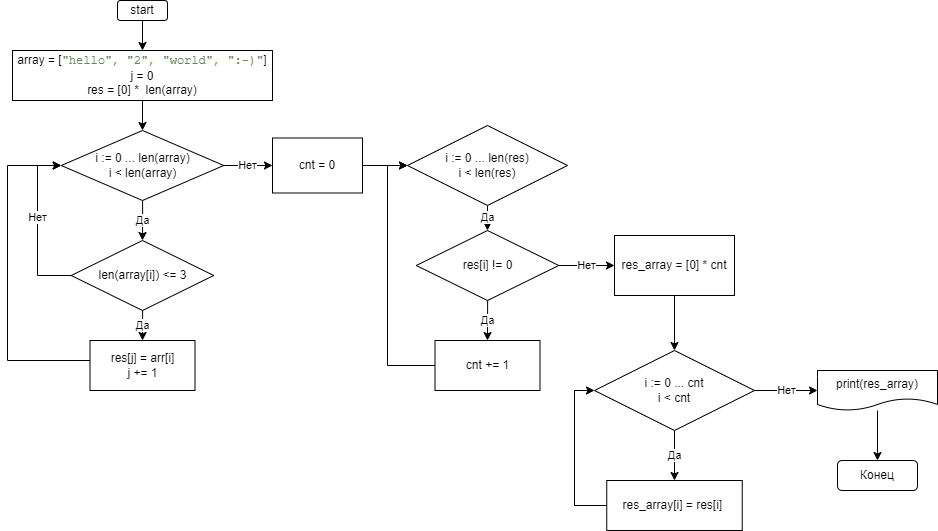 start
array = ["hello", "2", "world", ":-)"]
j = 0
res = [0] * len(array)
i := 0 ... len(array)
i < len(array)
Нет
Да
len(array[i]) <= 3
Нет
Да
res[j] = arr[i]
j += 1
cnt = 0
i := 0 ... len(res)
i < len(res)
Да
res[i] != 0
Нет
Да
cnt += 1
res_array = [0] * cnt
i := 0 ... cnt
i < cnt
Нет
Да
res_array[i] = res[i]
print(res_array)
Конец